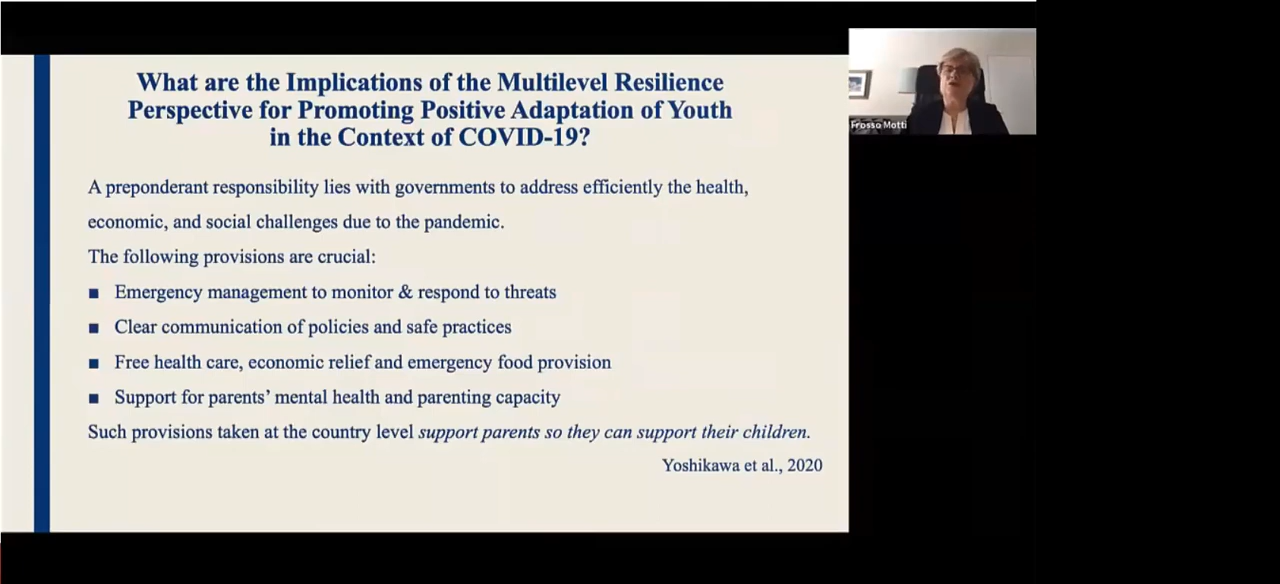 What are the Implications of the Multilevel Resilience
Perspective for Promoting Positive Adaptation of Youth
in the Context of COVID-19?
A preponderant responsibility lies with governments to address efficiently the health,
economic, and social challenges due to the pandemic.
The following provisions are crucial:
■ Emergency management to monitor & respond to threats
■ Clear communication of policies and safe practices
■ Free health care, economic relief and emergency food provision
■ Support for parents’ mental health and parenting capacity
Such provisions taken at the country level support parents so they can support their children.
Yoshikawa et al., 2020
Frosso Motti